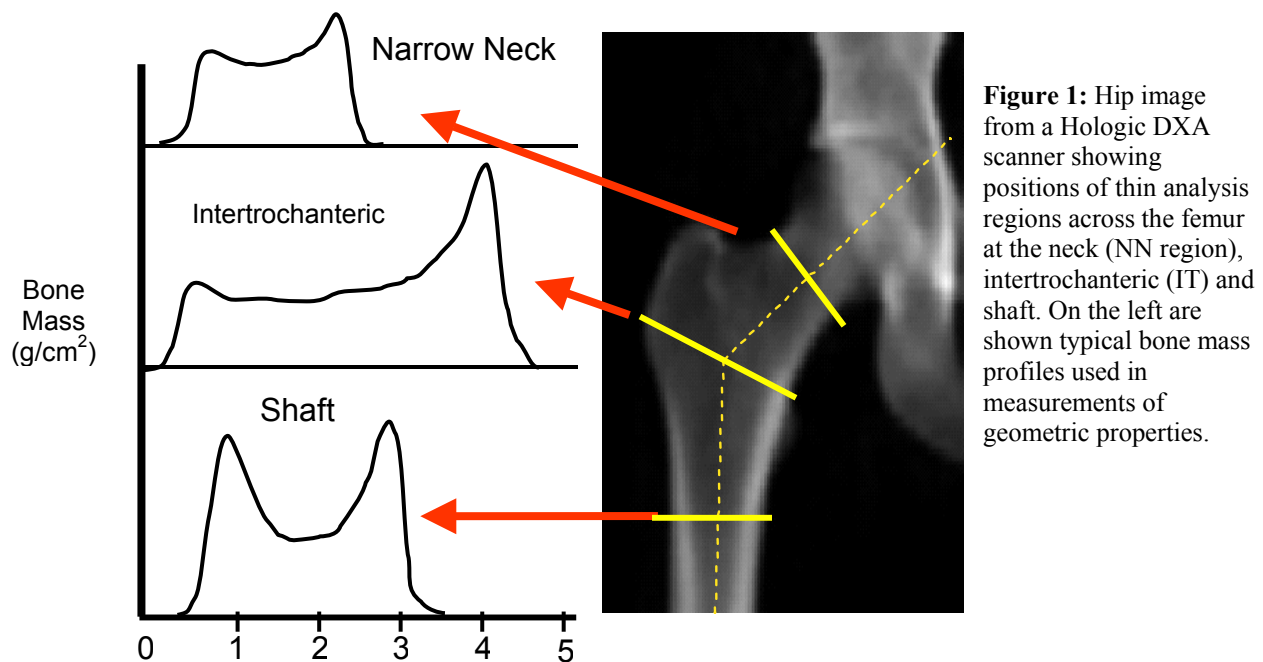 Narrow Neck
Intertrochanteric
Bone
Mass
(g/cm²)
Shaft
0 1 2 3 4 5
Figure 1: Hip image
from a Hologic DXA
scanner showing
positions of thin analysis
regions across the femur
at the neck (NN region),
intertrochanteric (IT) and
shaft. On the left are
shown typical bone mass
profiles used in
measurements of
geometric properties.